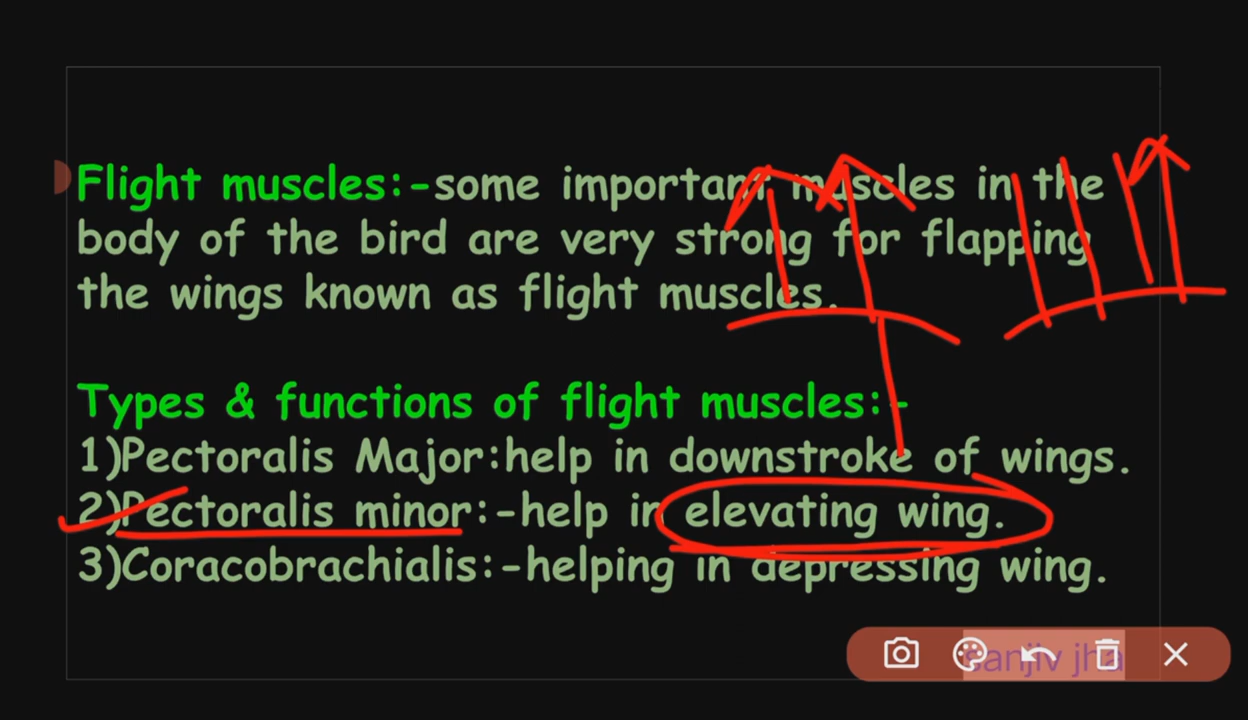 Flight muscles:-some important muscles in the
body of the bird are very strong for flapping
the wings known as flight muscles.
Types & functions of flight muscles:-
1)Pectoralis Major:help in downstroke of wings.
2)Pectoralis minor:-help in elevating wing.
3)Coracobrachialis:-helping in depressing wing.
sanjiv jha